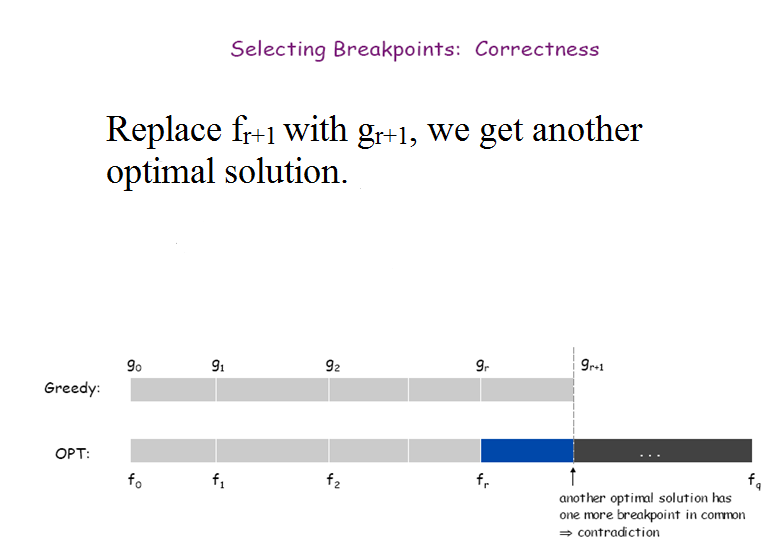 Selecting Breakpoints: Correctness
Replace fr+1 with gr+1, we get another
optimal solution.
g0 g1 g2 gr gr+1
Greedy:
OPT: ...
f0 f1 f2 fr fq
another optimal solution has
one more breakpoint in common
⇒ contradiction